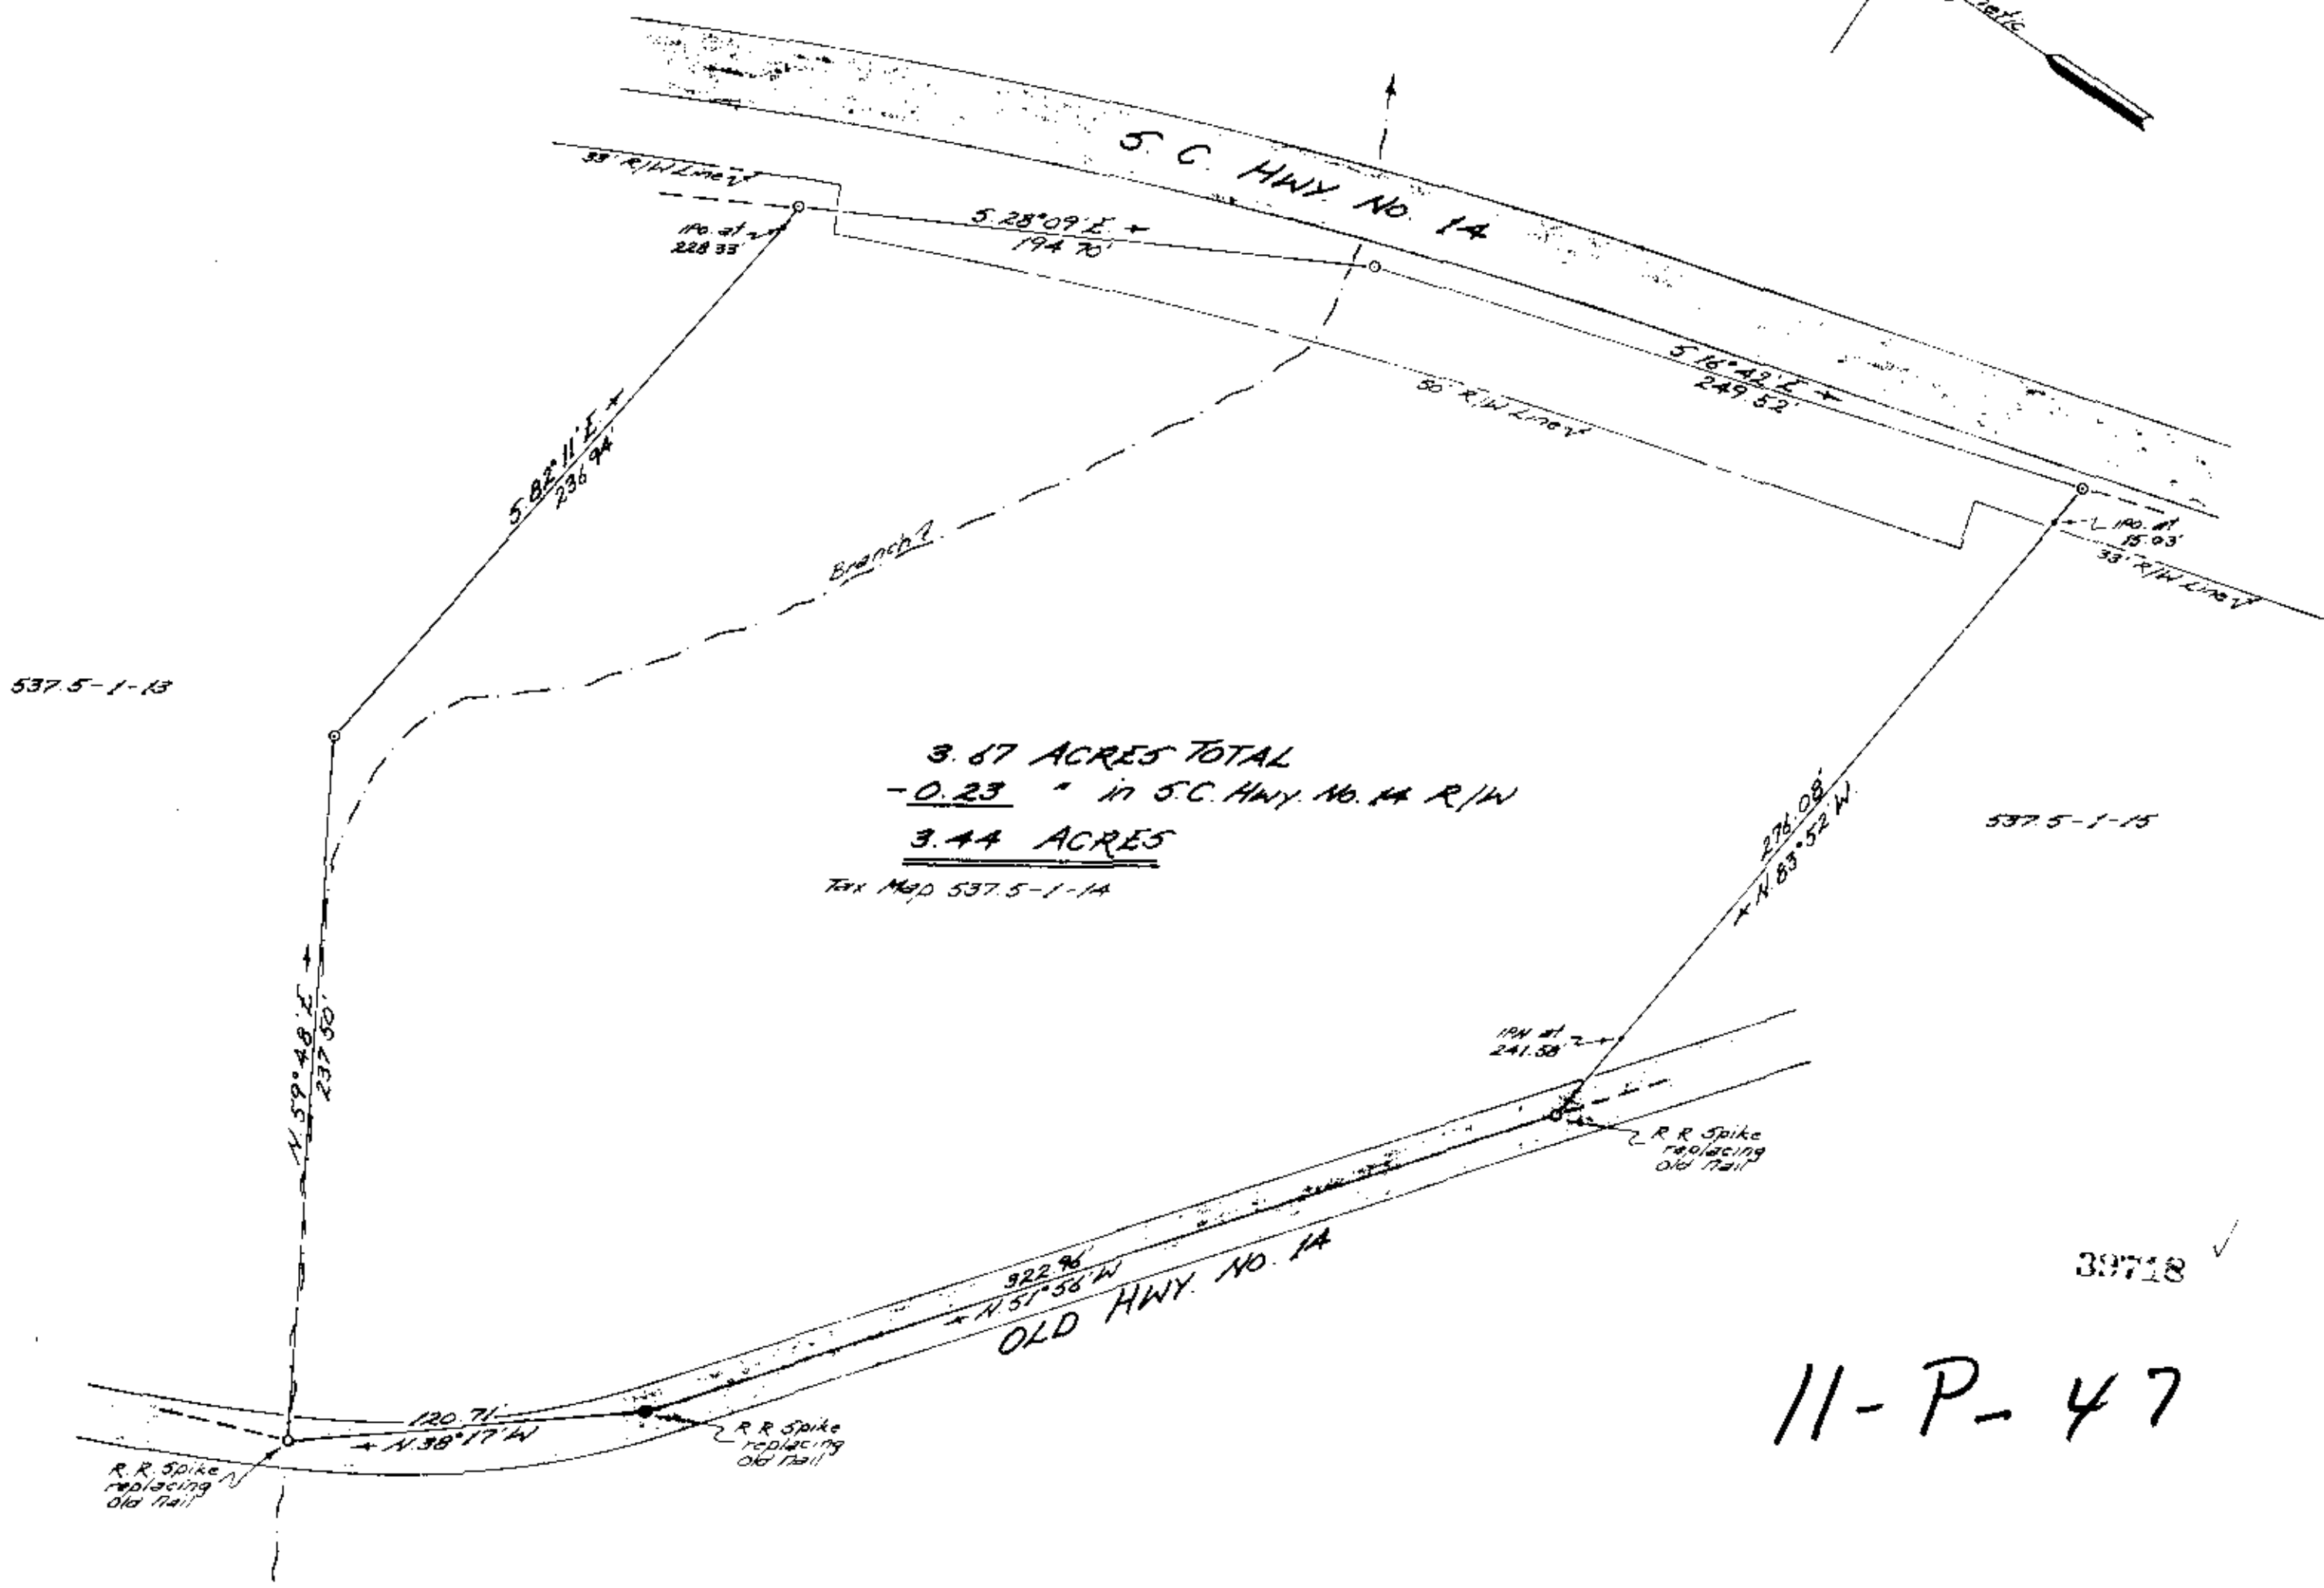 S. C. HWY. NO. 14
33' R/W Line
IPO. at
228.33'
S.28°09'E.
194.70'
S.16°42'E.
249.52'
50' R/W Line
IPO. at
15.03'
33' R/W Line
S.82°11'E.
236.94'
Branch
537.5-1-13
3.67 ACRES TOTAL
-0.23 " in S.C. Hwy. No. 14 R/W
3.44 ACRES
Tax Map 537.5-1-14
276.08'
N.83°52'W.
537.5-1-15
N.59°48'E.
237.50'
IPN at
241.58'
R.R. Spike
replacing
old nail
322.96'
N.51°56'W
OLD HWY. NO. 14
39718
11-P-47
120.71'
N.38°17'W
R.R. Spike
replacing
old nail
R.R. Spike
replacing
old nail